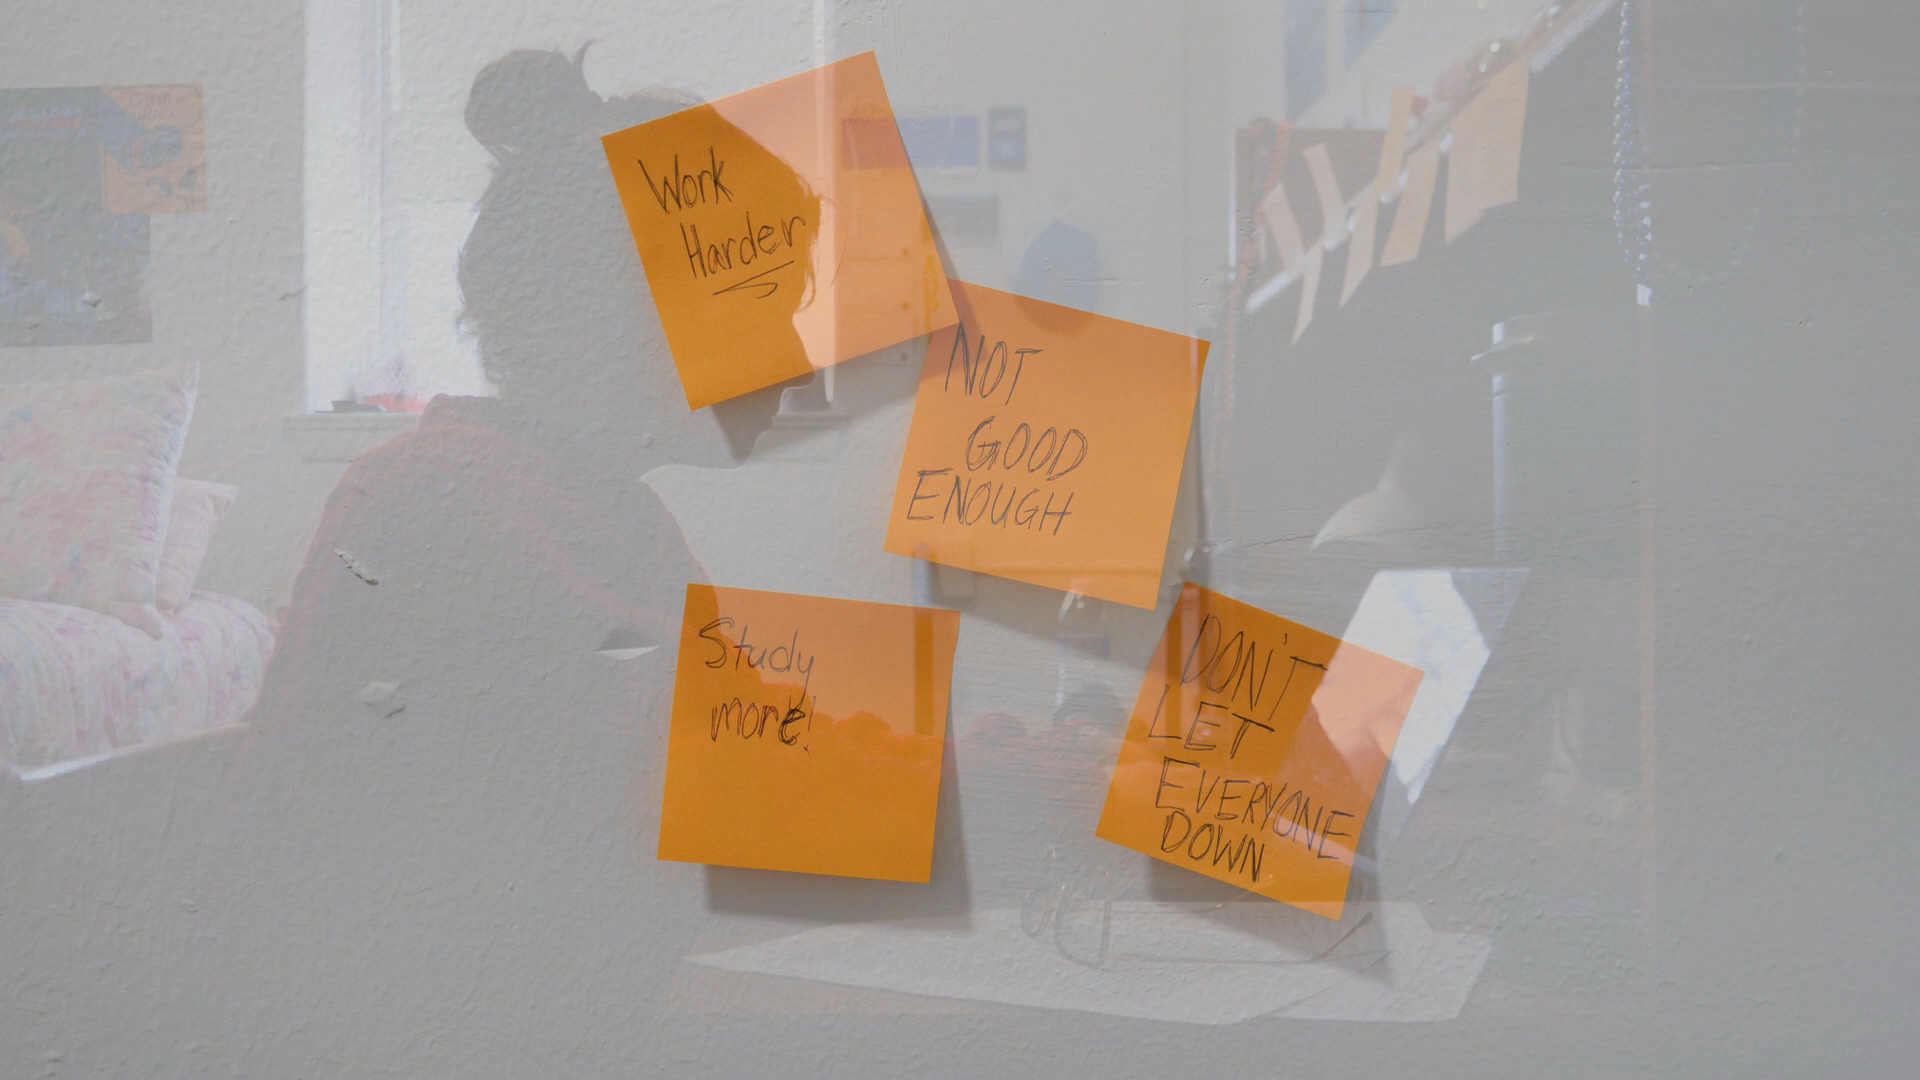 Work
Harder
NOT
GOOD
ENOUGH
Study
more!
DON'T
LET
EVERYONE
DOWN